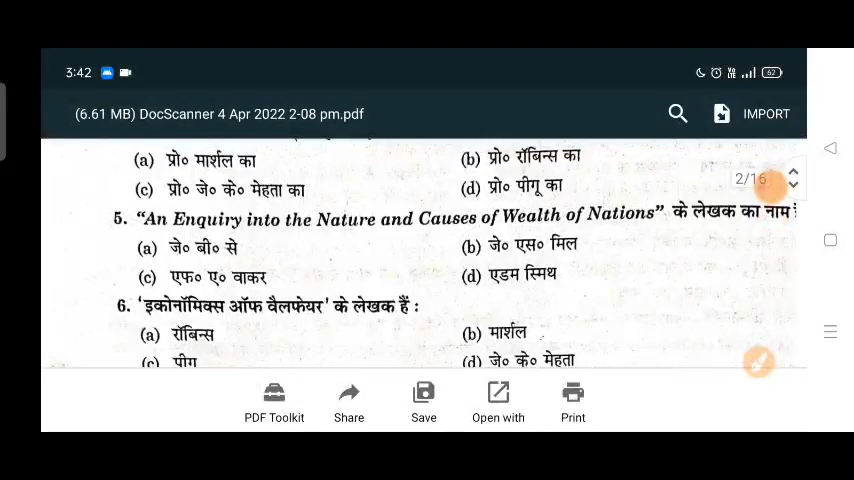 3:42
62
(6.61 MB) DocScanner 4 Apr 2022 2-08 pm.pdf
IMPORT
(a) प्रो० मार्शल का (b) प्रो० रॉबिन्स का
2/16
(c) प्रो० जे० के० मेहता का (d) प्रो० पीगू का
5. “An Enquiry into the Nature and Causes of Wealth of Nations” के लेखक का नाम
(a) जे० बी० से (b) जे० एस० मिल
(c) एफ० ए० वाकर (d) एडम स्मिथ
6. ‘इकोनॉमिक्स ऑफ वैलफेयर’ के लेखक हैं :
(a) रॉबिन्स (b) मार्शल
(c) पीगू (d) जे० के० मेहता
PDF Toolkit Share Save Open with Print